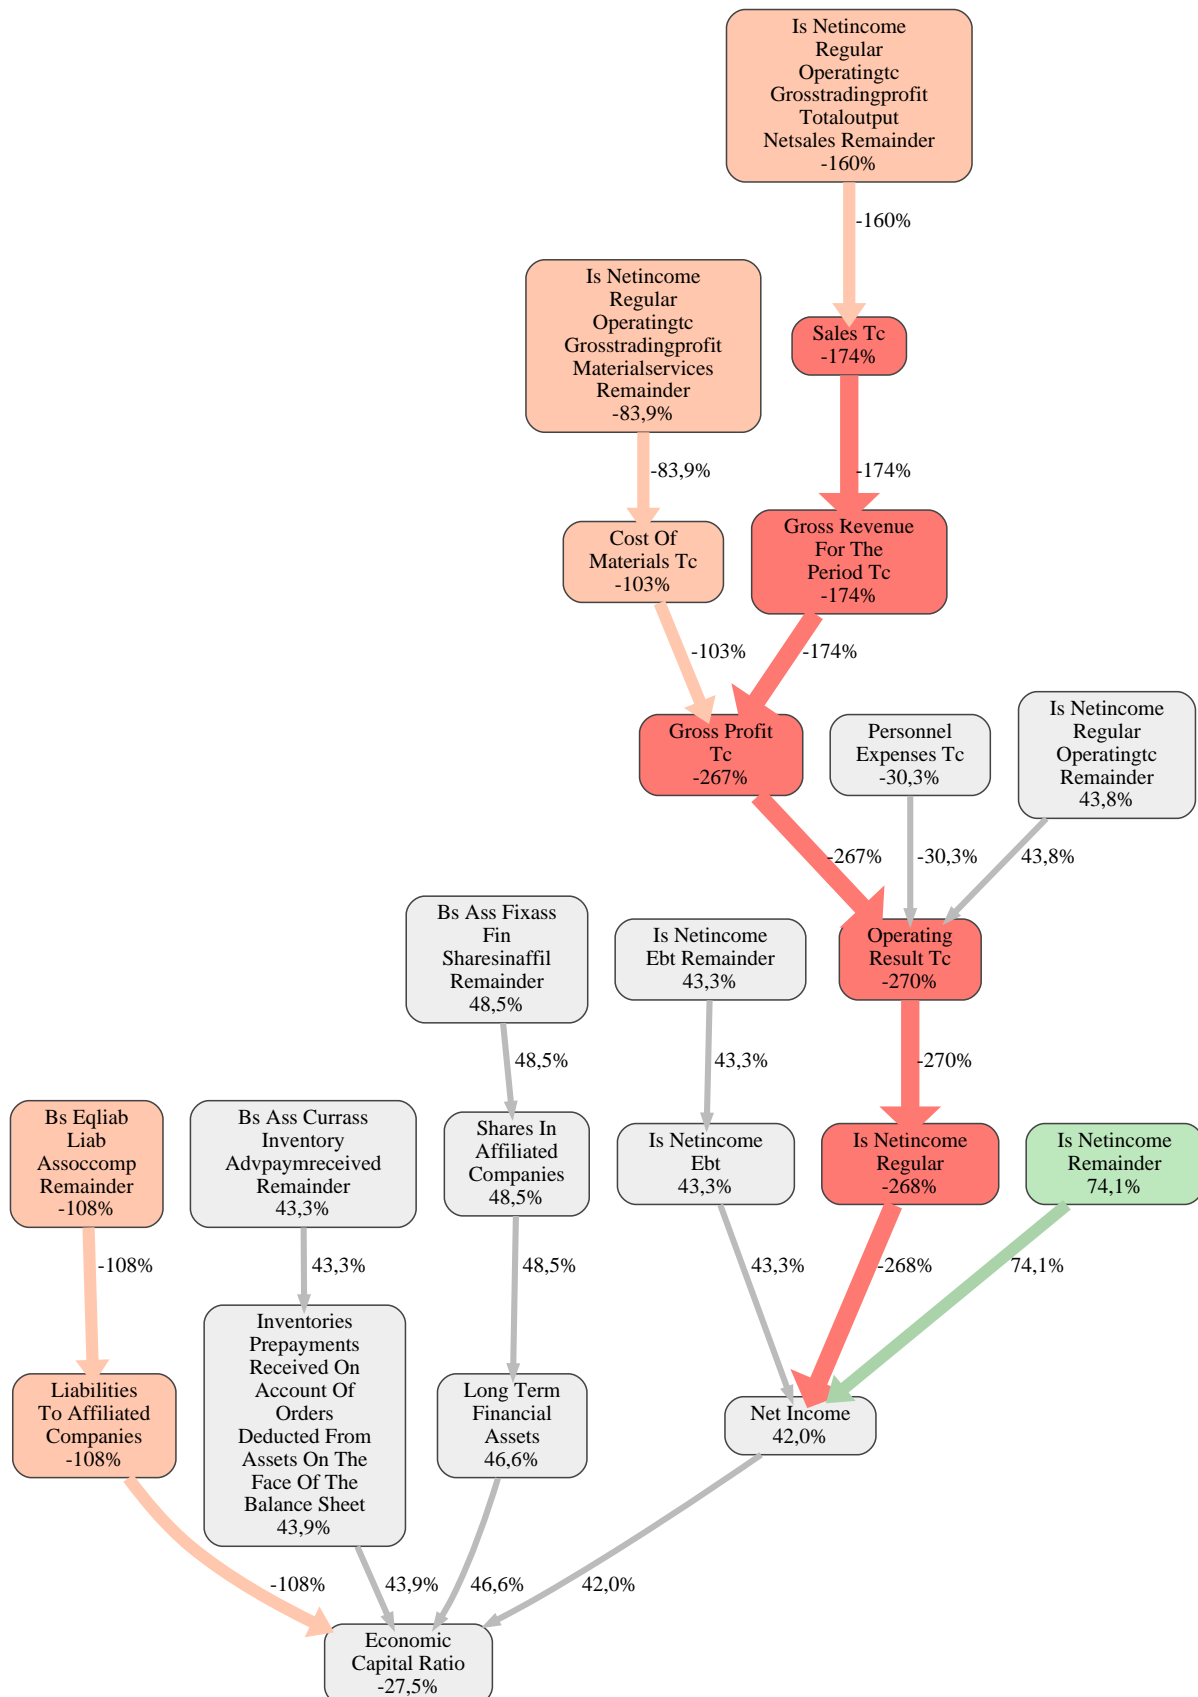 Is Netincome
Regular
Operatingtc
Grosstradingprofit
Totaloutput
Netsales Remainder
-160%
-160%
Is Netincome
Regular
Operatingtc
Grosstradingprofit
Materialservices
Remainder
-83,9%
Sales Tc
-174%
-83,9%
-174%
Cost Of
Materials Tc
-103%
Gross Revenue
For The
Period Tc
-174%
-103%
-174%
Gross Profit
Tc
-267%
Personnel
Expenses Tc
-30,3%
Is Netincome
Regular
Operatingtc
Remainder
43,8%
-267%
-30,3%
43,8%
Bs Ass Fixass
Fin
Sharesinaffil
Remainder
48,5%
Is Netincome
Ebt Remainder
43,3%
Operating
Result Tc
-270%
48,5%
43,3%
-270%
Bs Eqliab
Liab
Assoccomp
Remainder
-108%
Bs Ass Currass
Inventory
Advpaymreceived
Remainder
43,3%
Shares In
Affiliated
Companies
48,5%
Is Netincome
Ebt
43,3%
Is Netincome
Regular
-268%
Is Netincome
Remainder
74,1%
-108%
43,3%
48,5%
43,3%
-268%
74,1%
Liabilities
To Affiliated
Companies
-108%
Inventories
Prepayments
Received On
Account Of
Orders
Deducted From
Assets On The
Face Of The
Balance Sheet
43,9%
Long Term
Financial
Assets
46,6%
Net Income
42,0%
-108%
43,9%
46,6%
42,0%
Economic
Capital Ratio
-27,5%